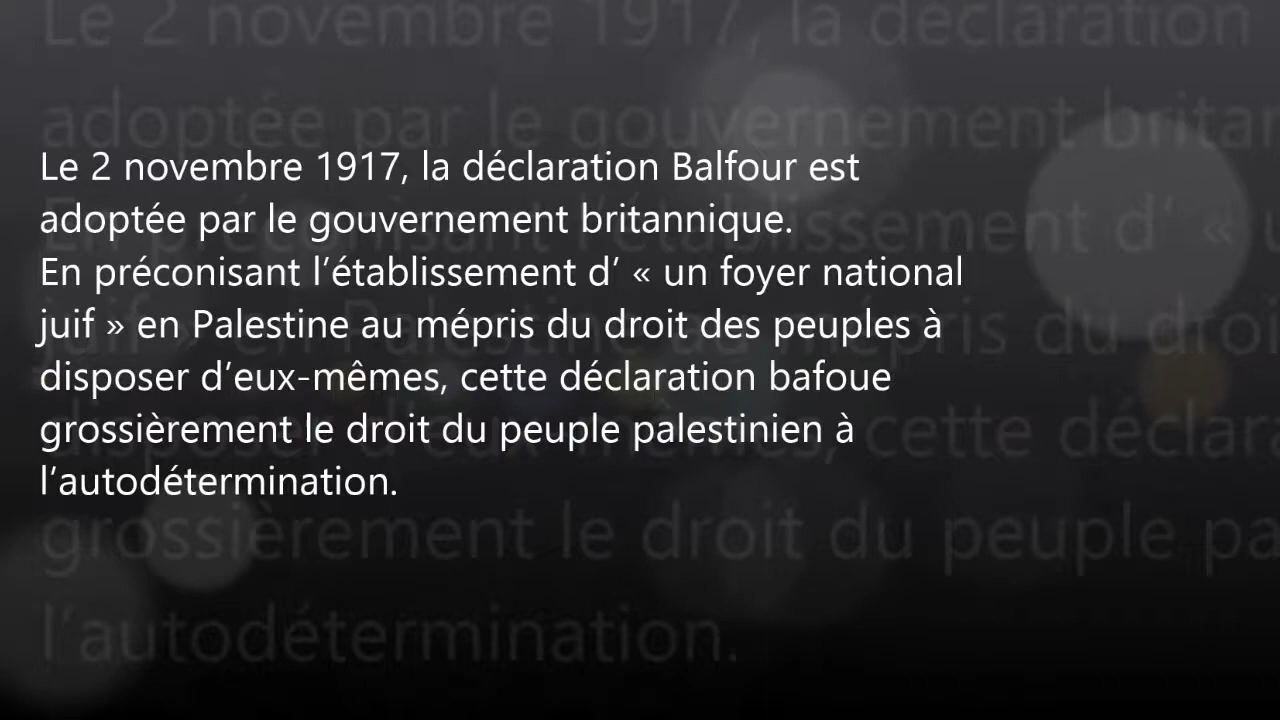 Le 2 novembre 1917, la déclaration Balfour est
adoptée par le gouvernement britannique.
En préconisant l’établissement d’ « un foyer national
juif » en Palestine au mépris du droit des peuples à
disposer d’eux-mêmes, cette déclaration bafoue
grossièrement le droit du peuple palestinien à
l’autodétermination.